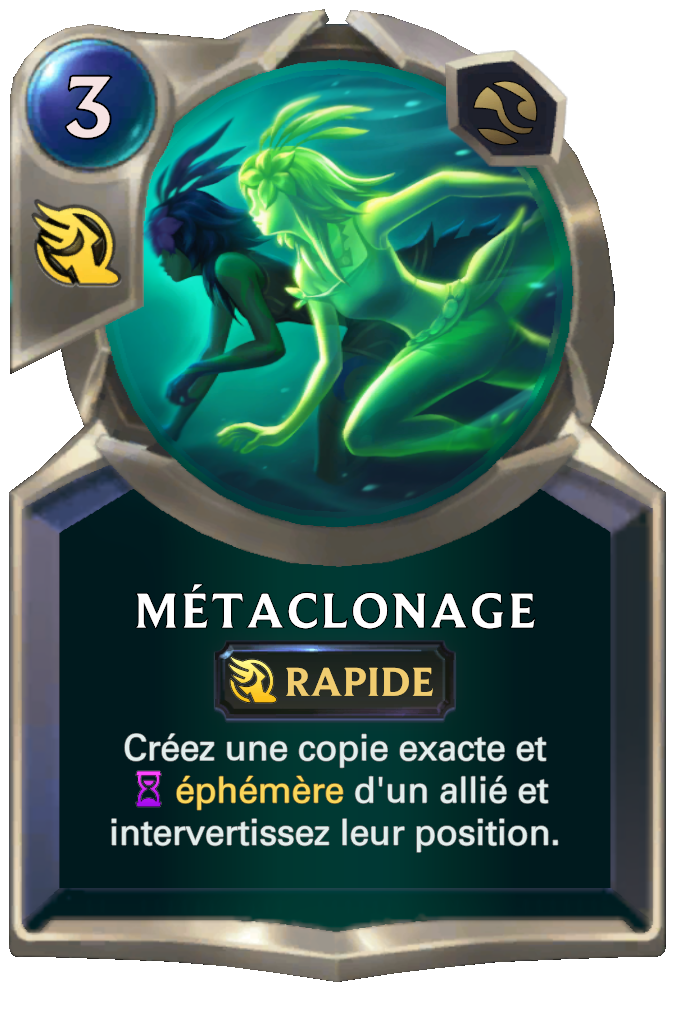 3
MÉTACLONAGE
RAPIDE
Créez une copie exacte et
éphémère d'un allié et
intervertissez leur position.